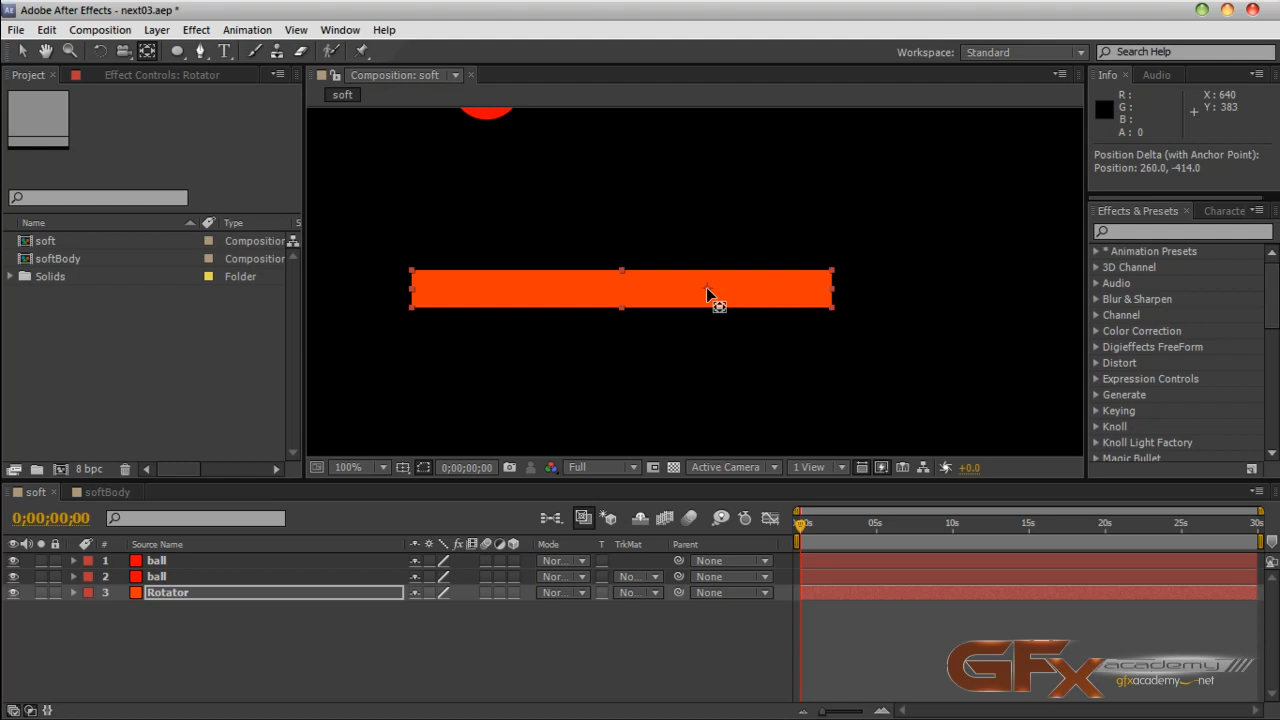 Adobe After Effects - next03.aep *
File Edit Composition Layer Effect Animation View Window Help
Workspace: Standard Search Help
Project Effect Controls: Rotator
Composition: soft
Info Audio
soft
R :
G :
B :
A : 0
X : 640
Y : 383
Position Delta (with Anchor Point):
Position: 260.0, -414.0
Effects & Presets Characte
Name Type S
soft Compositior
softBody Compositior
Solids Folder
* Animation Presets
3D Channel
Audio
Blur & Sharpen
Channel
Color Correction
Digieffects FreeForm
Distort
Expression Controls
Generate
Keying
Knoll
Knoll Light Factory
Magic Bullet
8 bpc
100% 0;00;00;00 Full Active Camera 1 View +0.0
soft softBody
0;00;00;00
# Source Name Mode T TrkMat Parent
05s 10s 15s 20s 25s 30s
1 ball Nor... None
2 ball Nor... No... None
3 Rotator Nor... No... None
GFx academy
gfxacademy.net